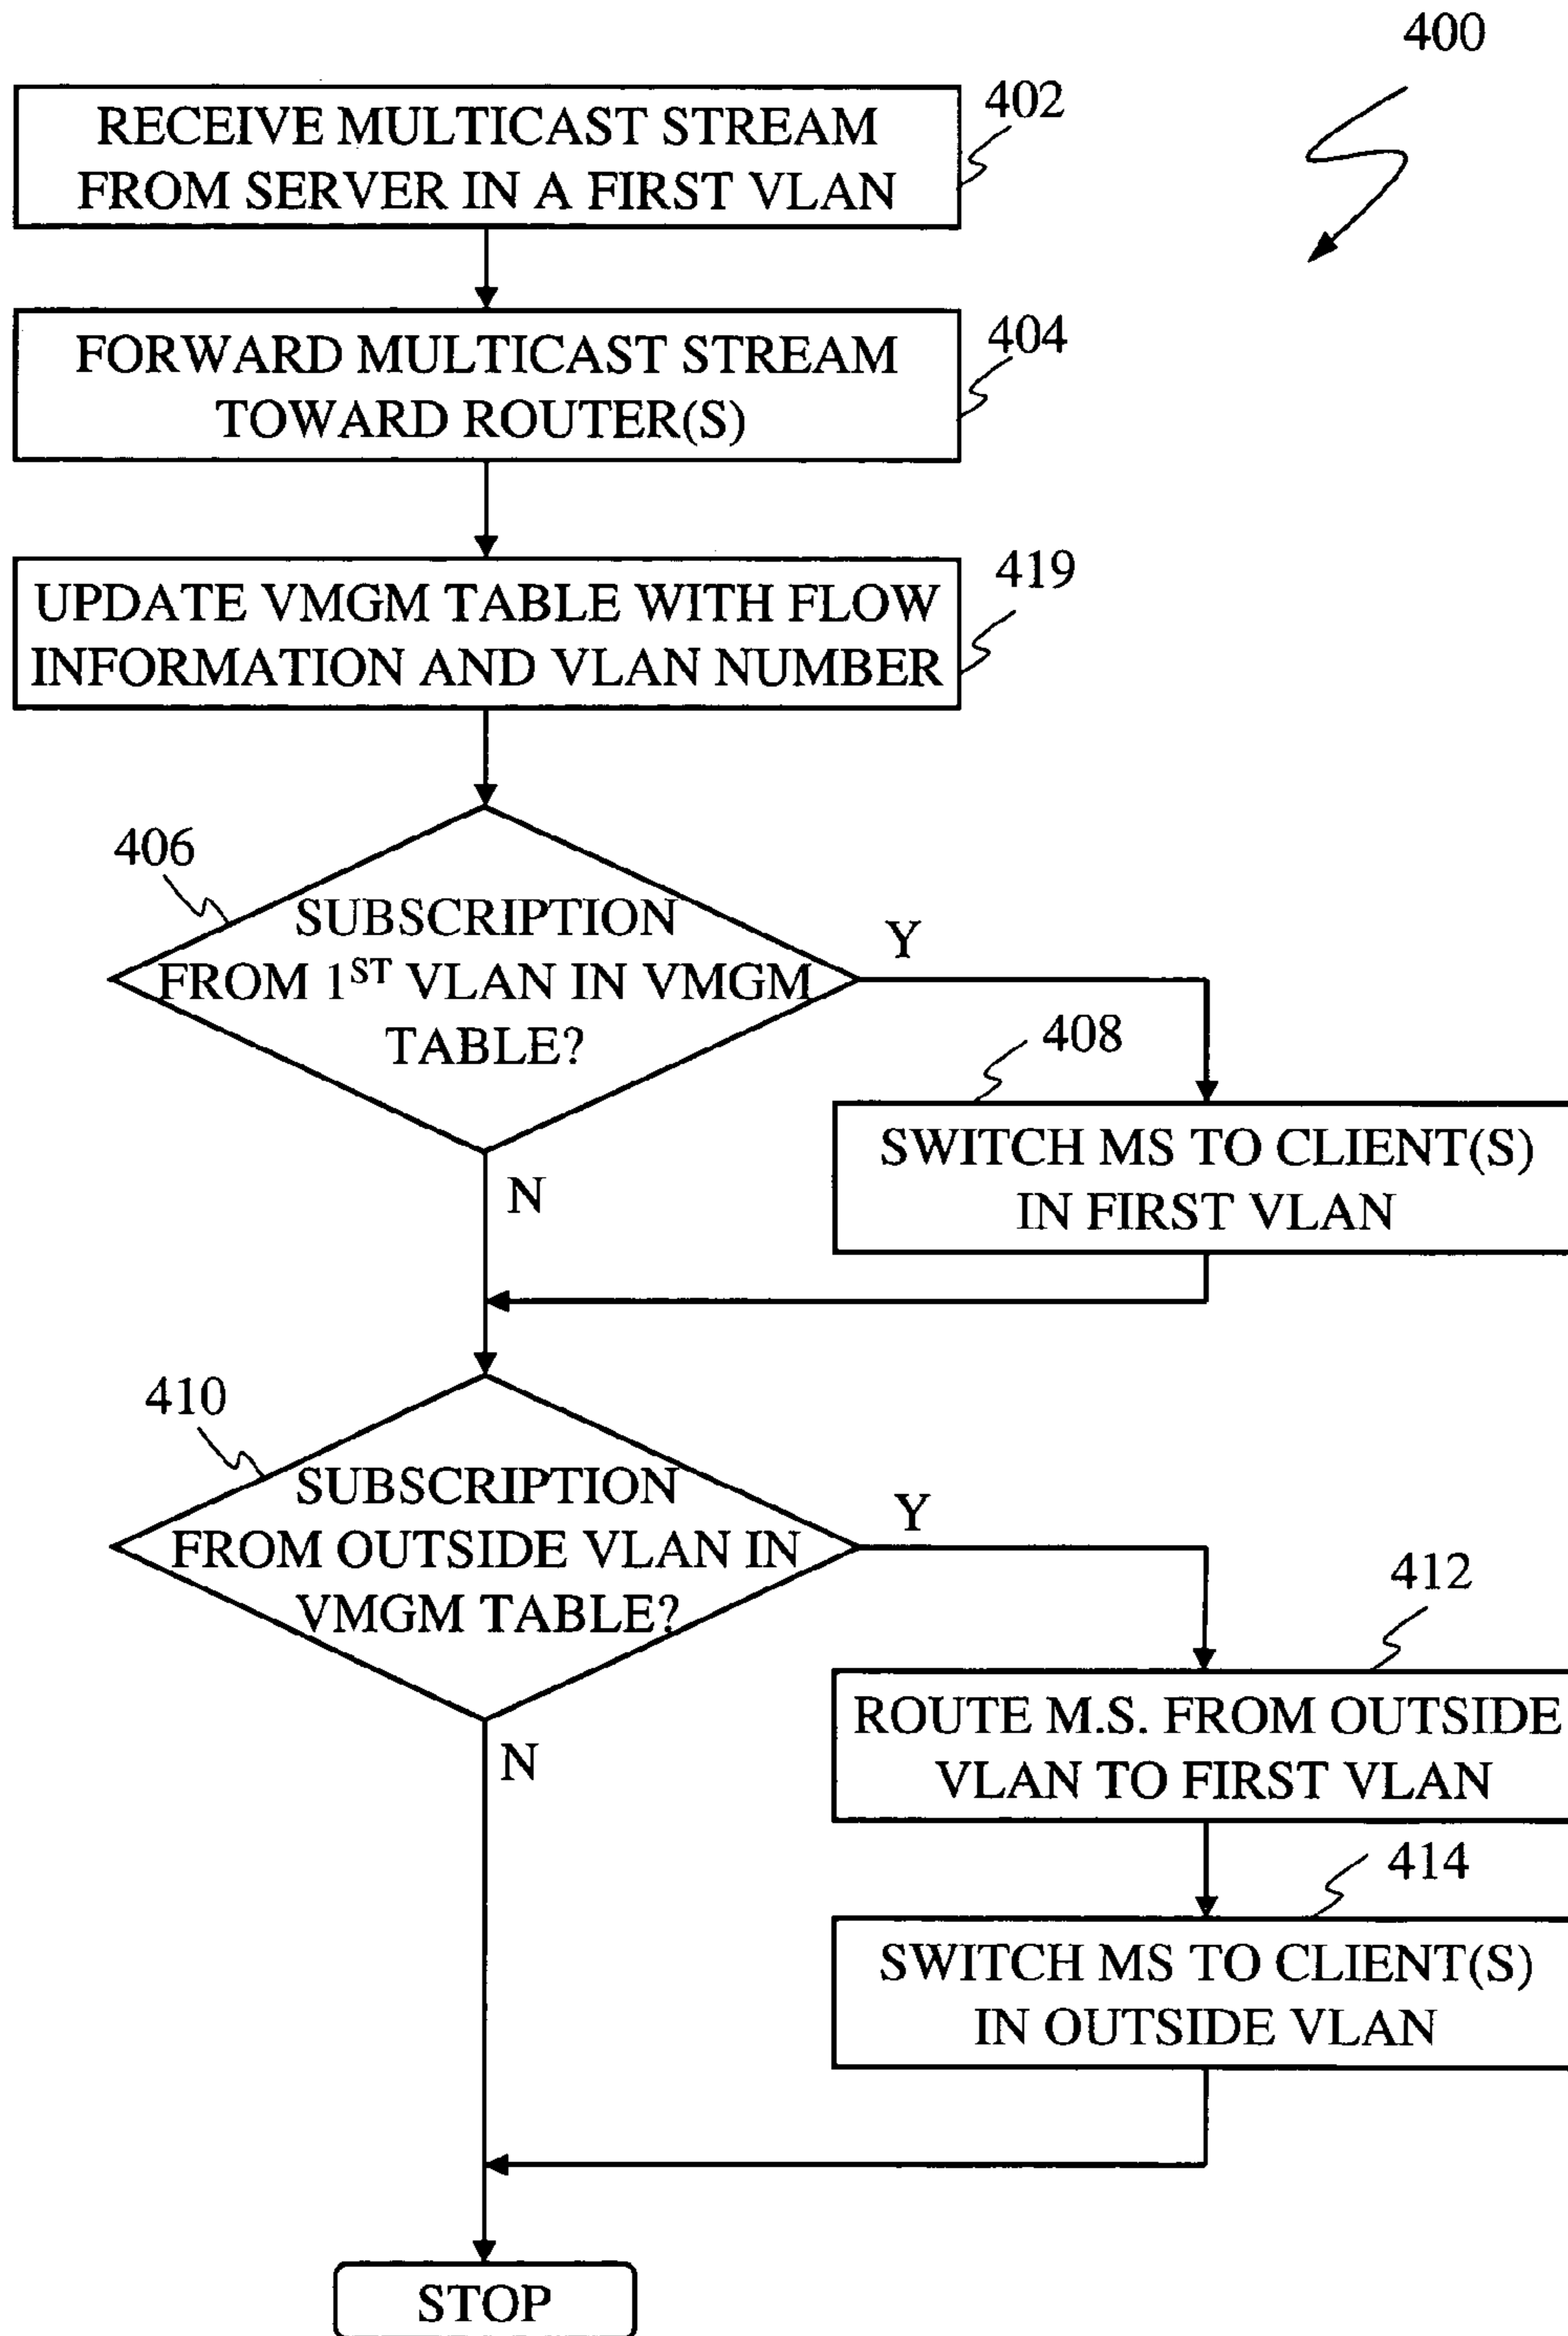 400
402
RECEIVE MULTICAST STREAM
FROM SERVER IN A FIRST VLAN
404
FORWARD MULTICAST STREAM
TOWARD ROUTER(S)
419
UPDATE VMGM TABLE WITH FLOW
INFORMATION AND VLAN NUMBER
406
SUBSCRIPTION
FROM 1ST VLAN IN VMGM
TABLE?
Y
N
408
SWITCH MS TO CLIENT(S)
IN FIRST VLAN
410
SUBSCRIPTION
FROM OUTSIDE VLAN IN
VMGM TABLE?
Y
N
412
ROUTE M.S. FROM OUTSIDE
VLAN TO FIRST VLAN
414
SWITCH MS TO CLIENT(S)
IN OUTSIDE VLAN
STOP